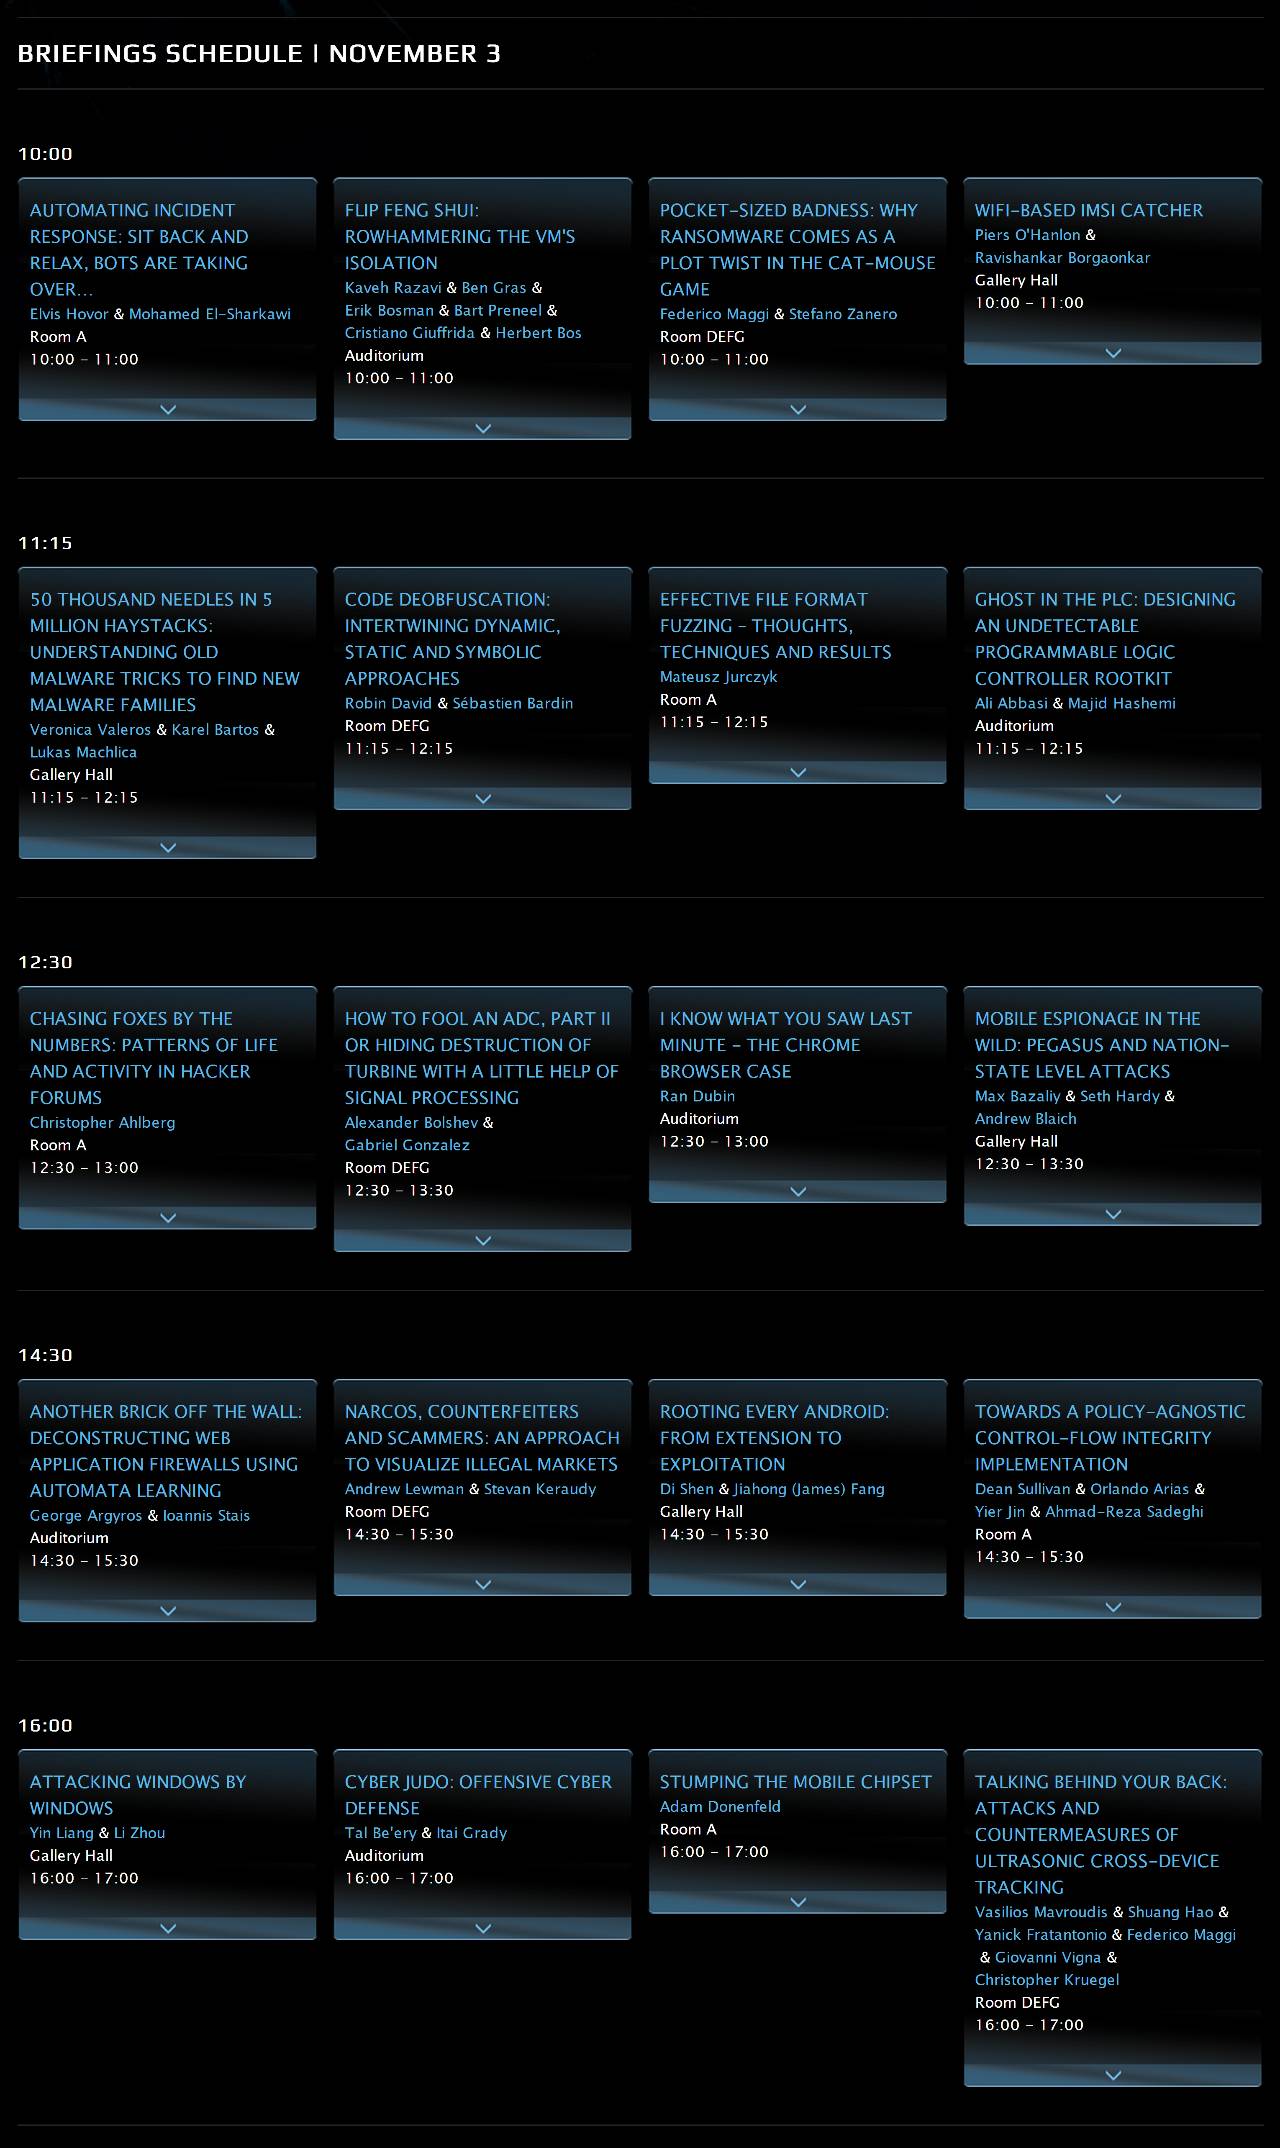 BRIEFINGS SCHEDULE | NOVEMBER 3
10:00
AUTOMATING INCIDENT
RESPONSE: SIT BACK AND
RELAX, BOTS ARE TAKING
OVER...
Elvis Hovor & Mohamed El-Sharkawi
Room A
10:00 - 11:00
FLIP FENG SHUI:
ROWHAMMERING THE VM'S
ISOLATION
Kaveh Razavi & Ben Gras &
Erik Bosman & Bart Preneel &
Cristiano Giuffrida & Herbert Bos
Auditorium
10:00 - 11:00
POCKET-SIZED BADNESS: WHY
RANSOMWARE COMES AS A
PLOT TWIST IN THE CAT-MOUSE
GAME
Federico Maggi & Stefano Zanero
Room DEFG
10:00 - 11:00
WIFI-BASED IMSI CATCHER
Piers O'Hanlon &
Ravishankar Borgaonkar
Gallery Hall
10:00 - 11:00
11:15
50 THOUSAND NEEDLES IN 5
MILLION HAYSTACKS:
UNDERSTANDING OLD
MALWARE TRICKS TO FIND NEW
MALWARE FAMILIES
Veronica Valeros & Karel Bartos &
Lukas Machlica
Gallery Hall
11:15 - 12:15
CODE DEOBFUSCATION:
INTERTWINING DYNAMIC,
STATIC AND SYMBOLIC
APPROACHES
Robin David & Sébastien Bardin
Room DEFG
11:15 - 12:15
EFFECTIVE FILE FORMAT
FUZZING - THOUGHTS,
TECHNIQUES AND RESULTS
Mateusz Jurczyk
Room A
11:15 - 12:15
GHOST IN THE PLC: DESIGNING
AN UNDETECTABLE
PROGRAMMABLE LOGIC
CONTROLLER ROOTKIT
Ali Abbasi & Majid Hashemi
Auditorium
11:15 - 12:15
12:30
CHASING FOXES BY THE
NUMBERS: PATTERNS OF LIFE
AND ACTIVITY IN HACKER
FORUMS
Christopher Ahlberg
Room A
12:30 - 13:00
HOW TO FOOL AN ADC, PART II
OR HIDING DESTRUCTION OF
TURBINE WITH A LITTLE HELP OF
SIGNAL PROCESSING
Alexander Bolshev &
Gabriel Gonzalez
Room DEFG
12:30 - 13:30
I KNOW WHAT YOU SAW LAST
MINUTE - THE CHROME
BROWSER CASE
Ran Dubin
Auditorium
12:30 - 13:00
MOBILE ESPIONAGE IN THE
WILD: PEGASUS AND NATION-
STATE LEVEL ATTACKS
Max Bazaliy & Seth Hardy &
Andrew Blaich
Gallery Hall
12:30 - 13:30
14:30
ANOTHER BRICK OFF THE WALL:
DECONSTRUCTING WEB
APPLICATION FIREWALLS USING
AUTOMATA LEARNING
George Argyros & Ioannis Stais
Auditorium
14:30 - 15:30
NARCOS, COUNTERFEITERS
AND SCAMMERS: AN APPROACH
TO VISUALIZE ILLEGAL MARKETS
Andrew Lewman & Stevan Keraudy
Room DEFG
14:30 - 15:30
ROOTING EVERY ANDROID:
FROM EXTENSION TO
EXPLOITATION
Di Shen & Jiahong (James) Fang
Gallery Hall
14:30 - 15:30
TOWARDS A POLICY-AGNOSTIC
CONTROL-FLOW INTEGRITY
IMPLEMENTATION
Dean Sullivan & Orlando Arias &
Yier Jin & Ahmad-Reza Sadeghi
Room A
14:30 - 15:30
16:00
ATTACKING WINDOWS BY
WINDOWS
Yin Liang & Li Zhou
Gallery Hall
16:00 - 17:00
CYBER JUDO: OFFENSIVE CYBER
DEFENSE
Tal Be'ery & Itai Grady
Auditorium
16:00 - 17:00
STUMPING THE MOBILE CHIPSET
Adam Donenfeld
Room A
16:00 - 17:00
TALKING BEHIND YOUR BACK:
ATTACKS AND
COUNTERMEASURES OF
ULTRASONIC CROSS-DEVICE
TRACKING
Vasilios Mavroudis & Shuang Hao &
Yanick Fratantonio & Federico Maggi
& Giovanni Vigna &
Christopher Kruegel
Room DEFG
16:00 - 17:00